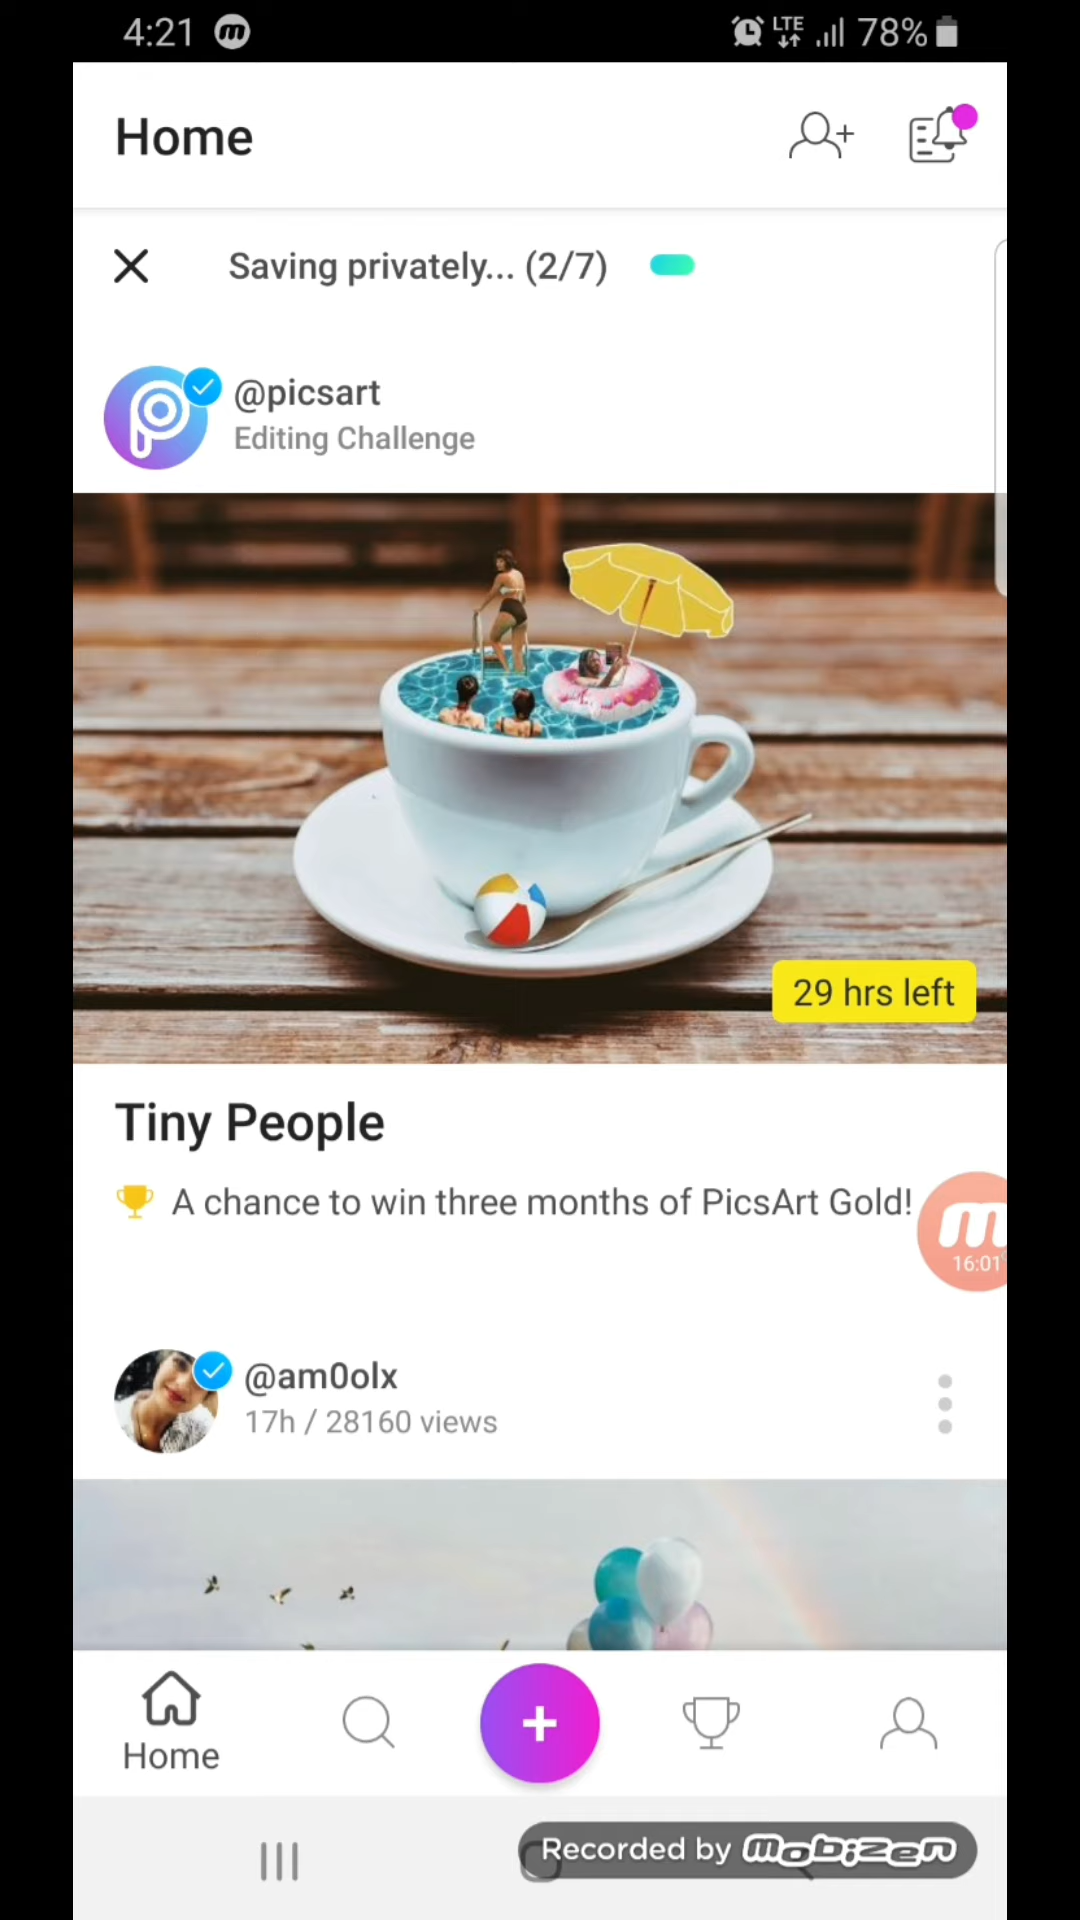 4:21 m LTE 78%
Home
Saving privately... (2/7)
@picsart
Editing Challenge
29 hrs left
Tiny People
A chance to win three months of PicsArt Gold!
m
16:01
@am0olx
17h / 28160 views
Home
Recorded by mobizen